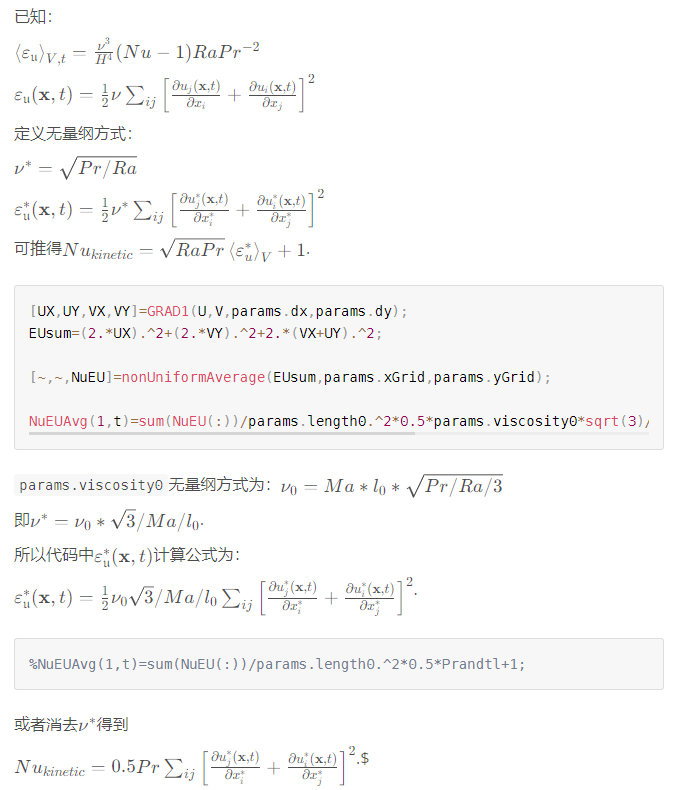 已知：
$\langle \varepsilon_{\mathrm{u}} \rangle_{V,t} = \frac{\nu^3}{H^4}(Nu-1)RaPr^{-2}$
$\varepsilon_{\mathrm{u}}(\mathbf{x},t) = \frac{1}{2}\nu \sum_{ij} \left[ \frac{\partial u_j(\mathbf{x},t)}{\partial x_i} + \frac{\partial u_i(\mathbf{x},t)}{\partial x_j} \right]^2$
定义无量纲方式：
$\nu^* = \sqrt{Pr/Ra}$
$\varepsilon_{\mathrm{u}}^*(\mathbf{x},t) = \frac{1}{2}\nu^* \sum_{ij} \left[ \frac{\partial u_j^*(\mathbf{x},t)}{\partial x_i^*} + \frac{\partial u_i^*(\mathbf{x},t)}{\partial x_j^*} \right]^2$
可推得$Nu_{kinetic} = \sqrt{RaPr} \langle \varepsilon_u^* \rangle_V + 1$.
[UX,UY,VX,VY]=GRAD1(U,V,params.dx,params.dy);
EUsum=(2.*UX).^2+(2.*VY).^2+2.*(VX+UY).^2;
[~,~,NuEU]=nonUniformAverage(EUsum,params.xGrid,params.yGrid);
NuEUAvg(1,t)=sum(NuEU(:))/params.length0.^2*0.5*params.viscosity0*sqrt(3)/
params.viscosity0 无量纲方式为：$\nu_0 = Ma * l_0 * \sqrt{Pr/Ra/3}$
即$\nu^* = \nu_0 * \sqrt{3}/Ma/l_0$.
所以代码中$\varepsilon_{\mathrm{u}}^*(\mathbf{x},t)$计算公式为：
$\varepsilon_{\mathrm{u}}^*(\mathbf{x},t) = \frac{1}{2}\nu_0\sqrt{3}/Ma/l_0 \sum_{ij} \left[ \frac{\partial u_j^*(\mathbf{x},t)}{\partial x_i^*} + \frac{\partial u_i^*(\mathbf{x},t)}{\partial x_j^*} \right]^2$.
%NuEUAvg(1,t)=sum(NuEU(:))/params.length0.^2*0.5*Prandtl+1;
或者消去$\nu^*$得到
$Nu_{kinetic} = 0.5Pr \sum_{ij} \left[ \frac{\partial u_j^*(\mathbf{x},t)}{\partial x_i^*} + \frac{\partial u_i^*(\mathbf{x},t)}{\partial x_j^*} \right]^2$.$